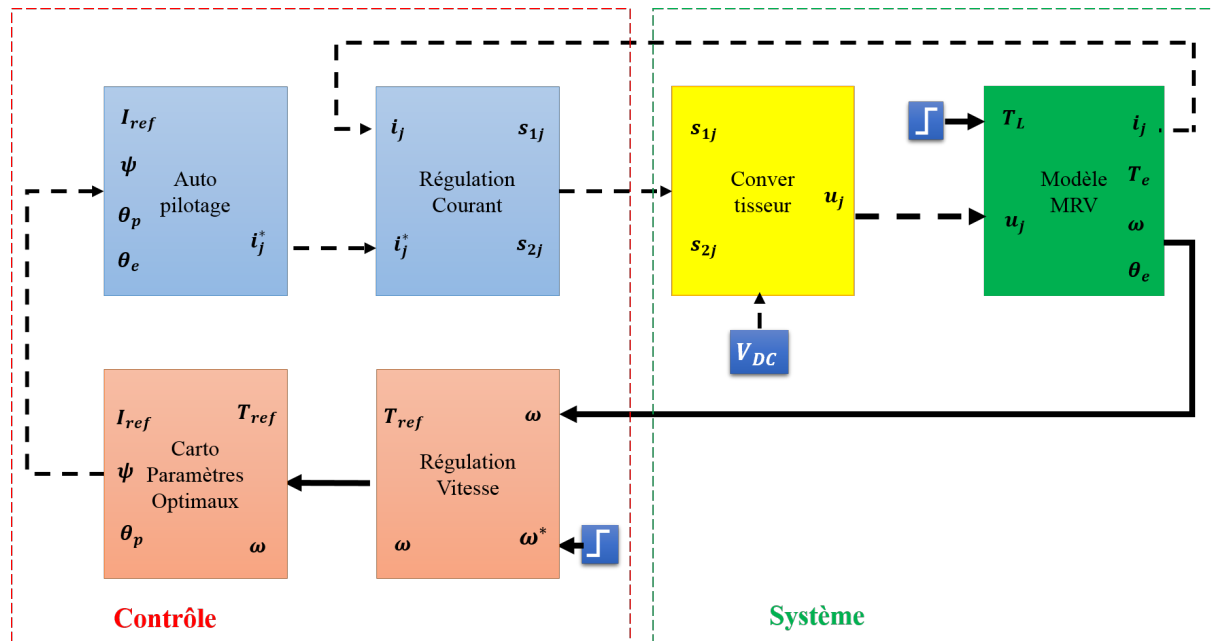 I_ref
ψ
θ_p
θ_e
Auto
pilotage
i_j^*
i_j
i_j^*
Régulation
Courant
s_1j
s_2j
s_1j
s_2j
Conver
tisseur
u_j
V_DC
T_L
u_j
Modèle
MRV
i_j
T_e
ω
θ_e
I_ref
ψ
θ_p
Carto
Paramètres
Optimaux
T_ref
ω
T_ref
ω
Régulation
Vitesse
ω
ω^*
Contrôle
Système